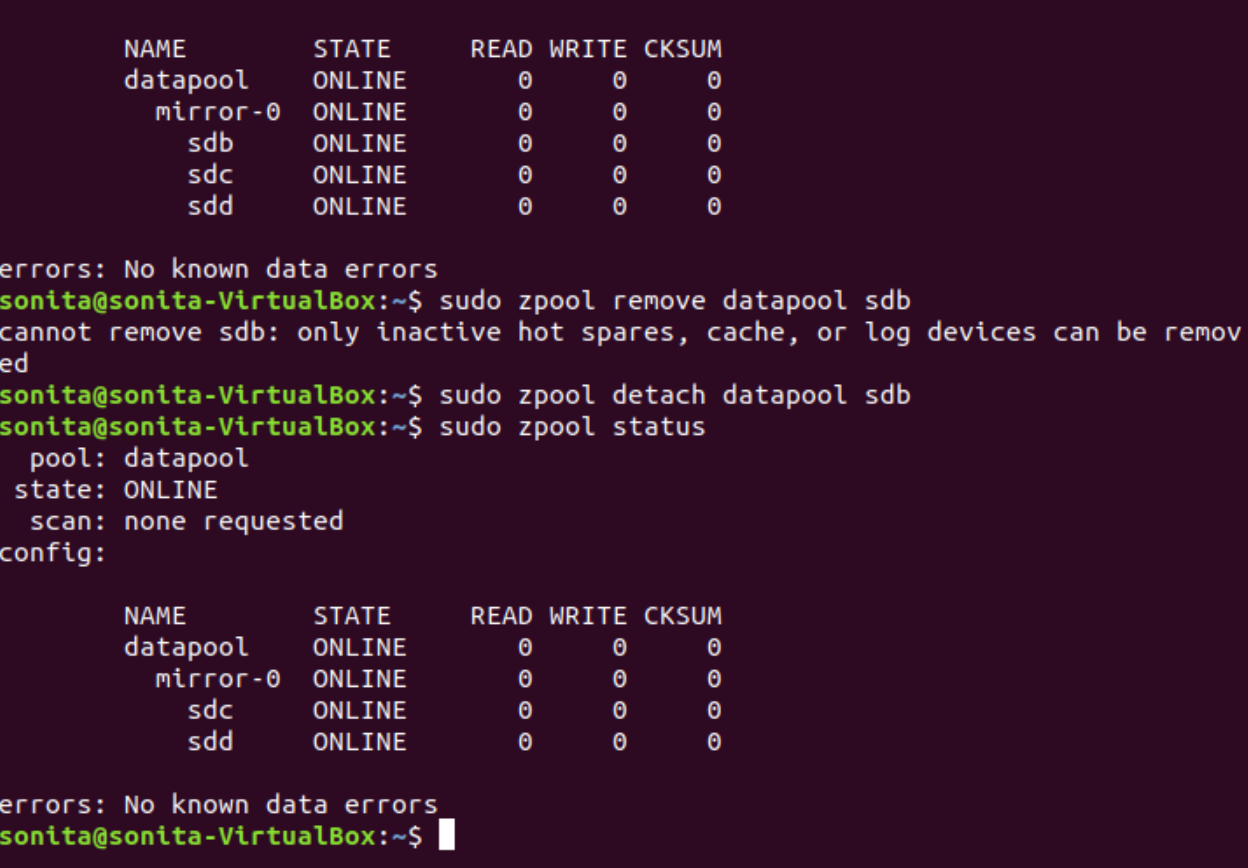 NAME STATE READ WRITE CKSUM
datapool ONLINE 0 0 0
mirror-0 ONLINE 0 0 0
sdb ONLINE 0 0 0
sdc ONLINE 0 0 0
sdd ONLINE 0 0 0
errors: No known data errors
sonita@sonita-VirtualBox:~$ sudo zpool remove datapool sdb
cannot remove sdb: only inactive hot spares, cache, or log devices can be remov
ed
sonita@sonita-VirtualBox:~$ sudo zpool detach datapool sdb
sonita@sonita-VirtualBox:~$ sudo zpool status
pool: datapool
state: ONLINE
scan: none requested
config:
NAME STATE READ WRITE CKSUM
datapool ONLINE 0 0 0
mirror-0 ONLINE 0 0 0
sdc ONLINE 0 0 0
sdd ONLINE 0 0 0
errors: No known data errors
sonita@sonita-VirtualBox:~$